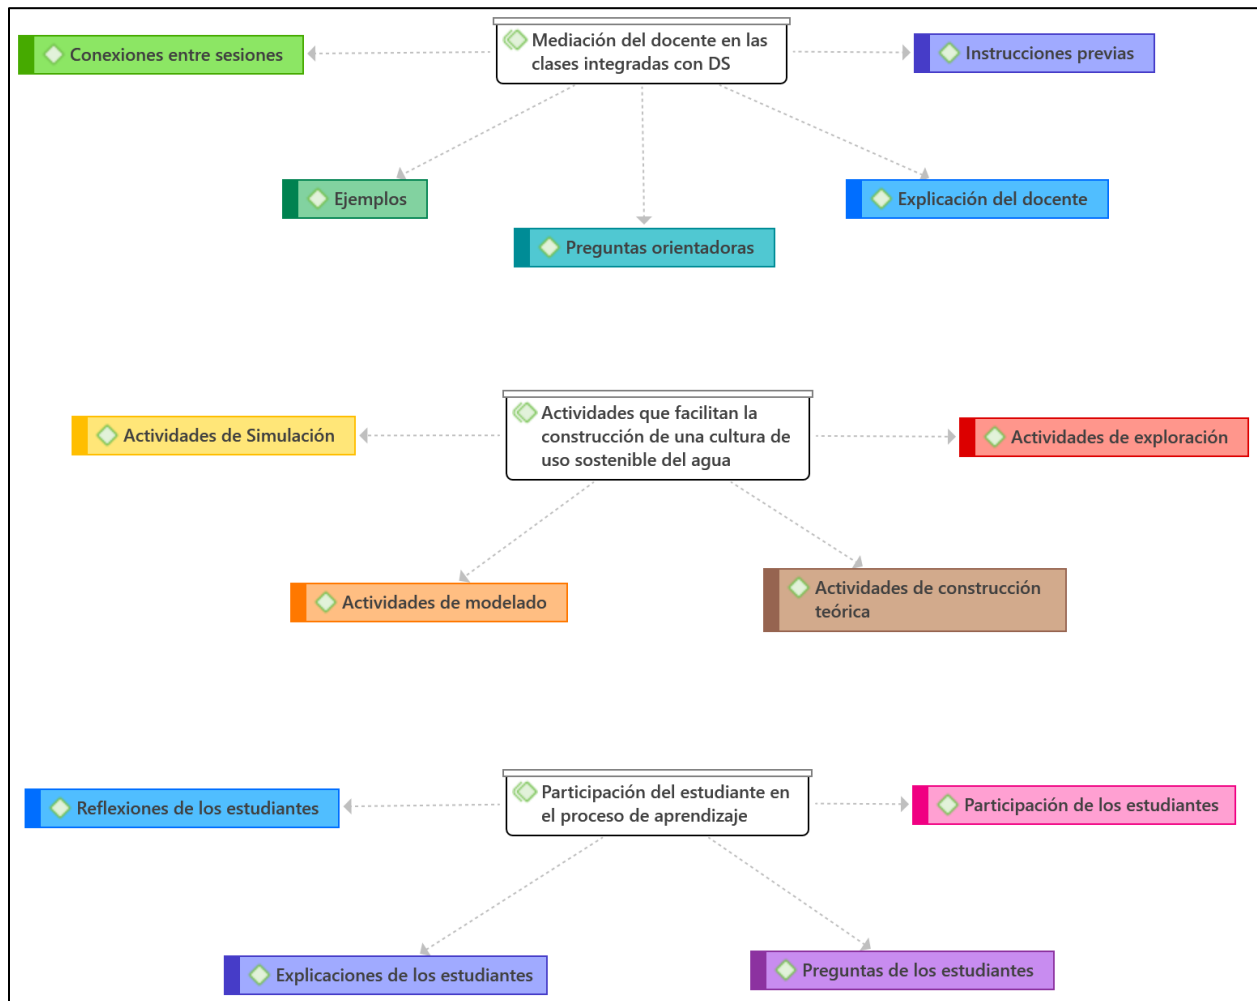 Mediación del docente en las
clases integradas con DS
Conexiones entre sesiones
Instrucciones previas
Ejemplos
Explicación del docente
Preguntas orientadoras
Actividades que facilitan la
construcción de una cultura de
uso sostenible del agua
Actividades de Simulación
Actividades de exploración
Actividades de modelado
Actividades de construcción
teórica
Participación del estudiante en
el proceso de aprendizaje
Reflexiones de los estudiantes
Participación de los estudiantes
Explicaciones de los estudiantes
Preguntas de los estudiantes